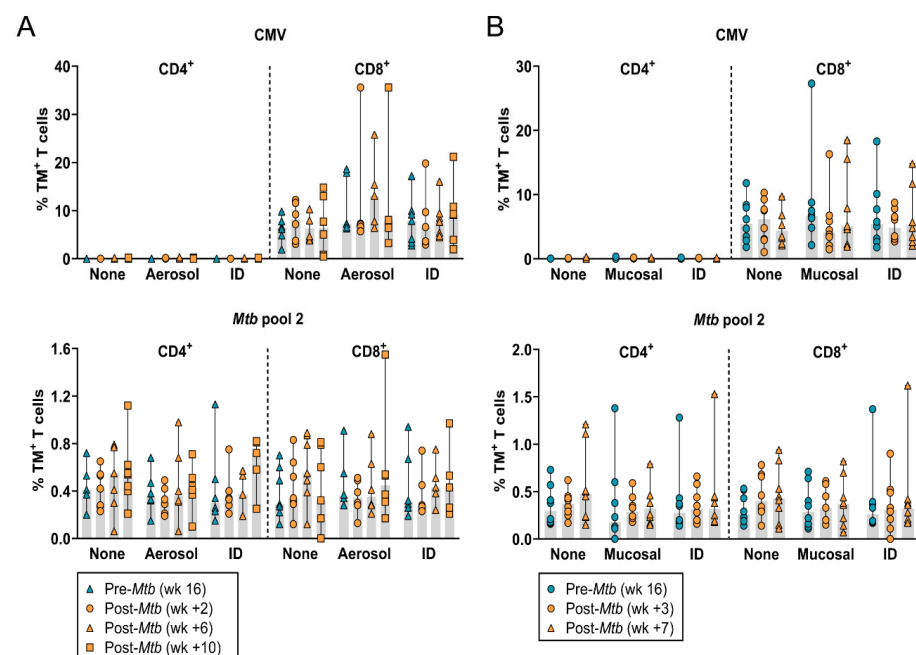 A
CMV
CD4+ CD8+
% TM+ T cells
40
30
20
10
0
None Aerosol ID None Aerosol ID
Mtb pool 2
CD4+ CD8+
% TM+ T cells
1.6
1.2
0.8
0.4
0.0
None Aerosol ID None Aerosol ID
Pre-Mtb (wk 16)
Post-Mtb (wk +2)
Post-Mtb (wk +6)
Post-Mtb (wk +10)
B
CMV
CD4+ CD8+
% TM+ T cells
30
20
10
0
None Mucosal ID None Mucosal ID
Mtb pool 2
CD4+ CD8+
% TM+ T cells
2.0
1.5
1.0
0.5
0.0
None Mucosal ID None Mucosal ID
Pre-Mtb (wk 16)
Post-Mtb (wk +3)
Post-Mtb (wk +7)